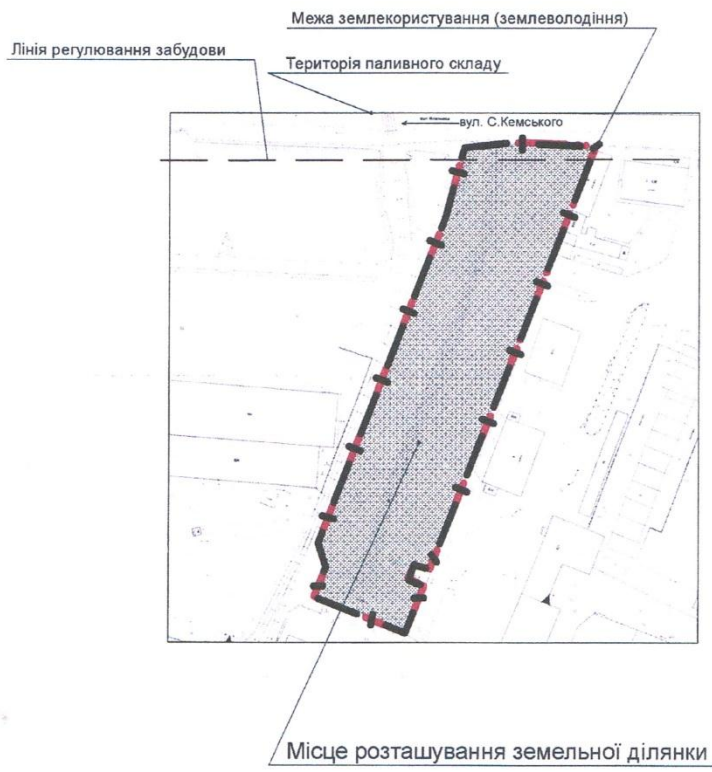 Межа землекористування (землеволодіння)
Лінія регулювання забудови
Територія паливного складу
вул. С.Кемського
Місце розташування земельної ділянки